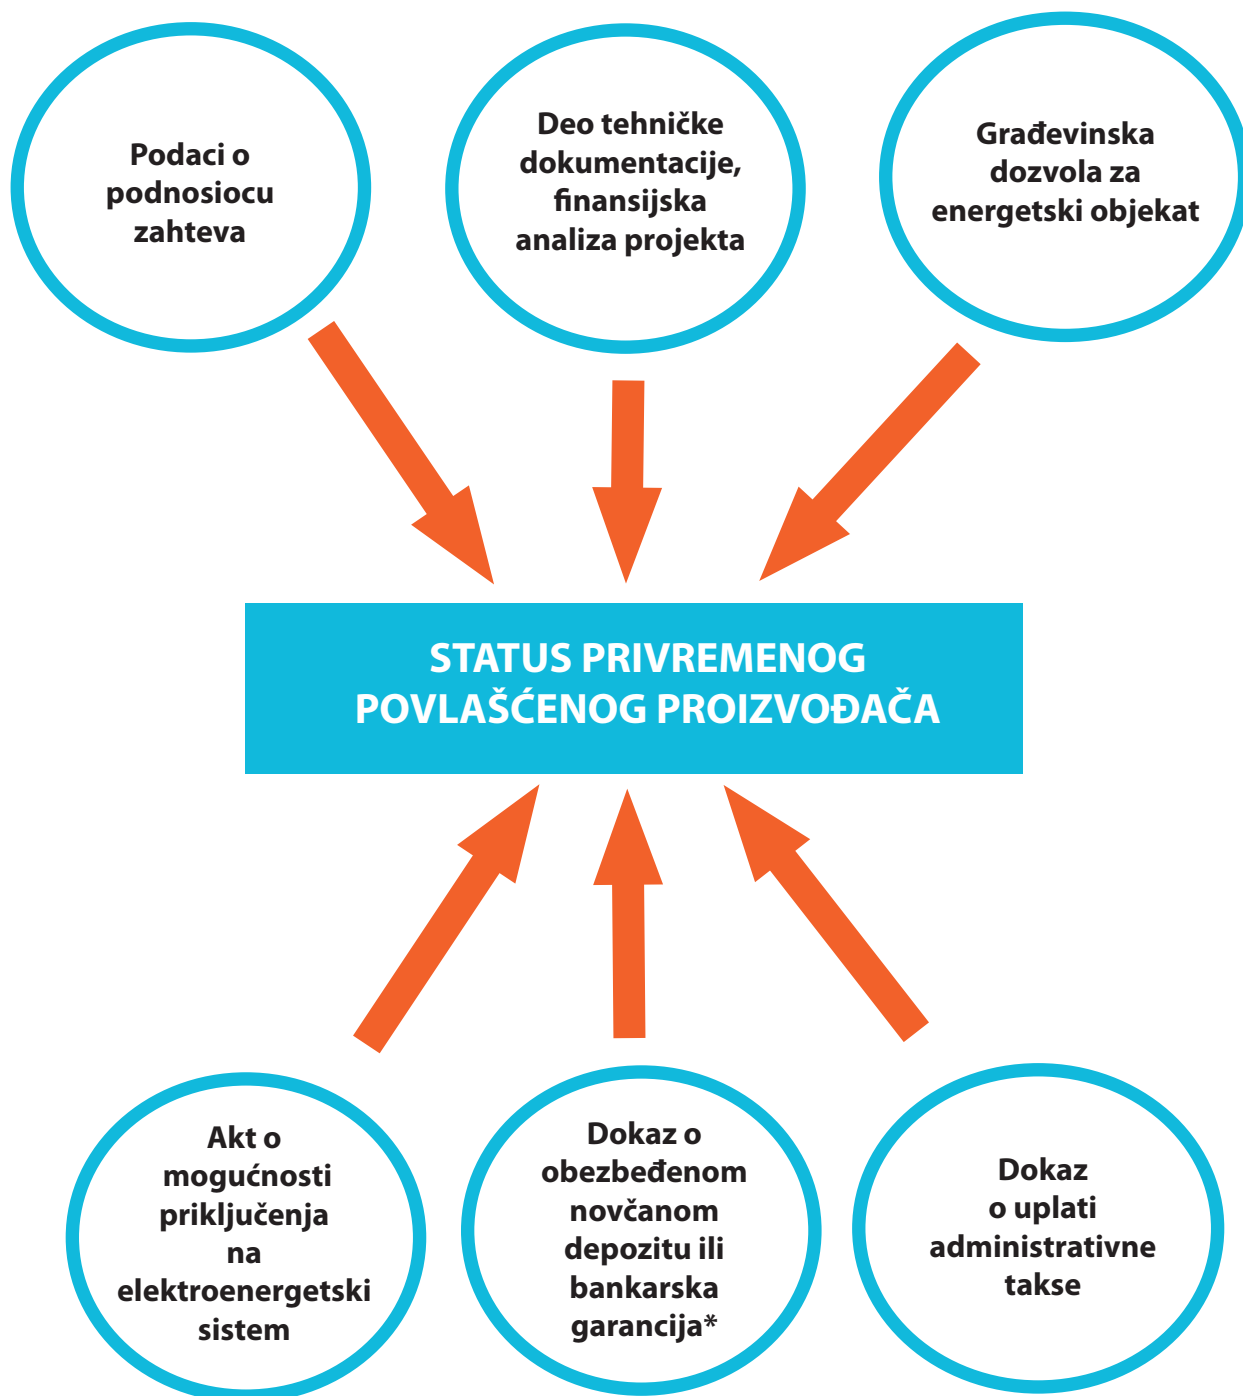 Podaci o
podnosiocu
zahteva
Deo tehničke
dokumentacije,
finansijska
analiza projekta
Građevinska
dozvola za
energetski objekat
STATUS PRIVREMENOG
POVLAŠĆENOG PROIZVOĐAČA
Akt o
mogućnosti
priključenja
na
elektroenergetski
sistem
Dokaz o
obezbeđenom
novčanom
depozitu ili
bankarska
garancija*
Dokaz
o uplati
administrativne
takse